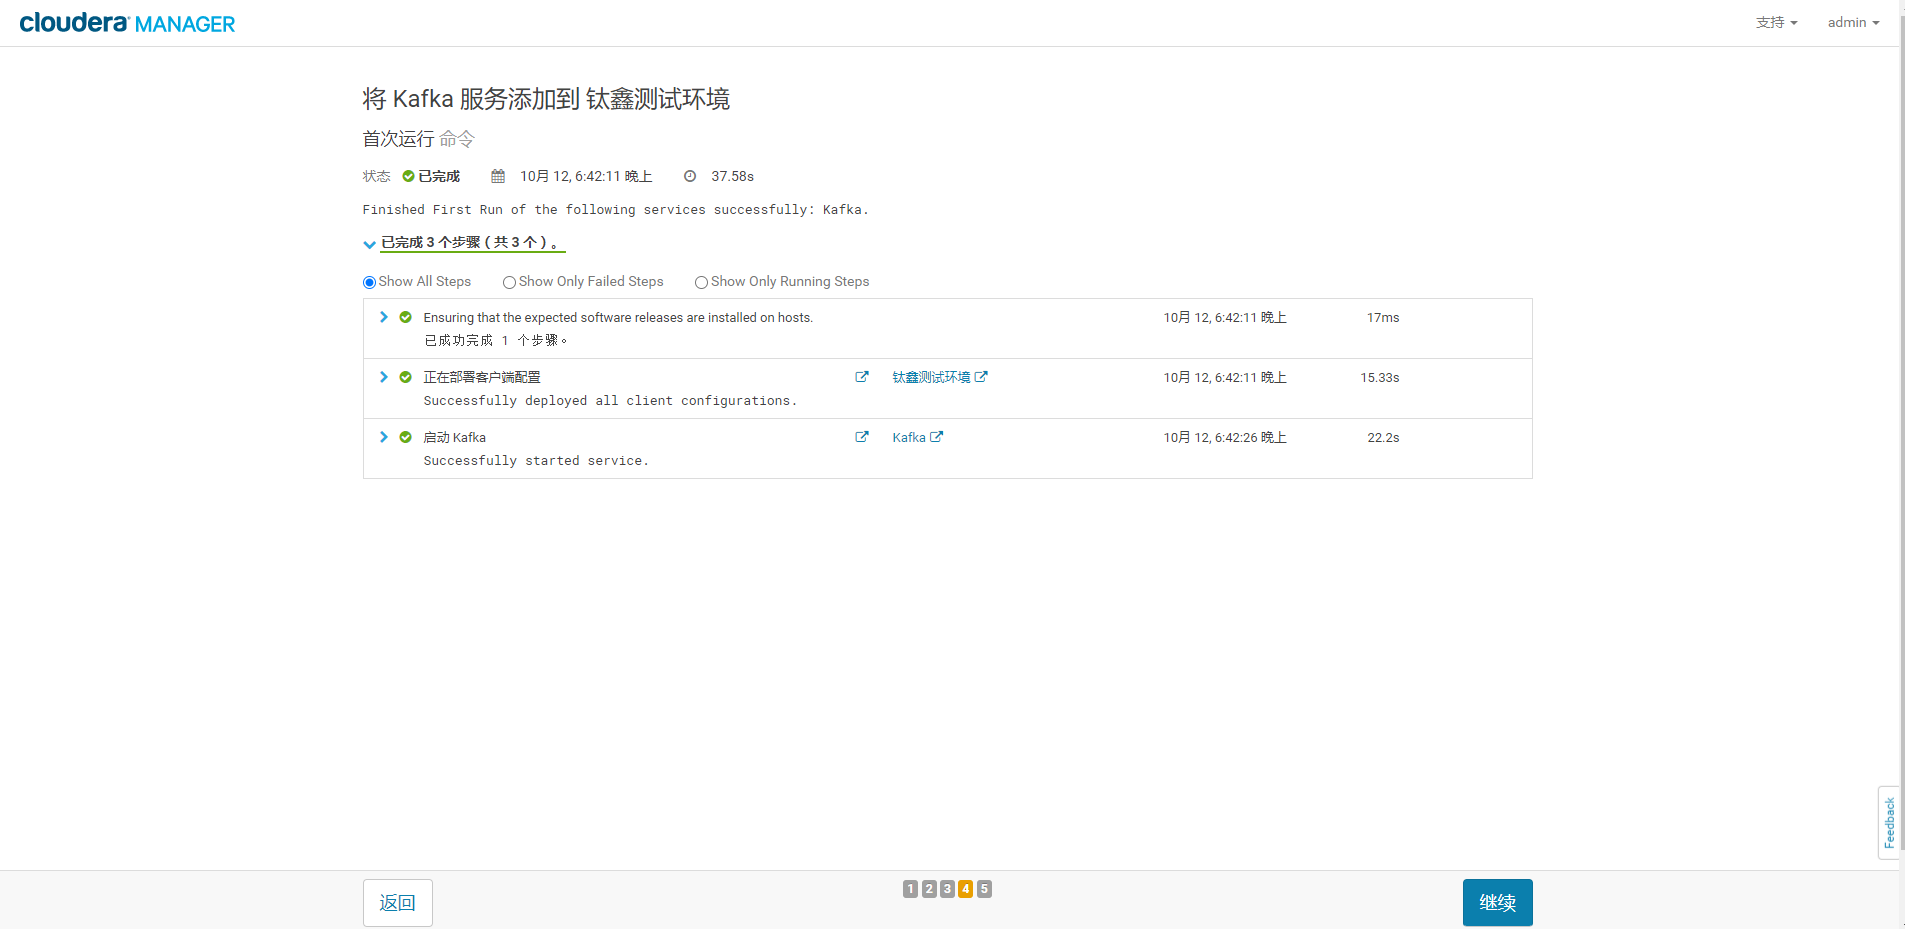 cloudera MANAGER 支持 admin
将 Kafka 服务添加到 钛鑫测试环境
首次运行 命令
状态 已完成 10月 12, 6:42:11 晚上 37.58s
Finished First Run of the following services successfully: Kafka.
已完成 3 个步骤（共 3 个）。
Show All Steps Show Only Failed Steps Show Only Running Steps
Ensuring that the expected software releases are installed on hosts. 10月 12, 6:42:11 晚上 17ms
已成功完成 1 个步骤。
正在部署客户端配置 钛鑫测试环境 10月 12, 6:42:11 晚上 15.33s
Successfully deployed all client configurations.
启动 Kafka Kafka 10月 12, 6:42:26 晚上 22.2s
Successfully started service.
Feedback
返回 1 2 3 4 5 继续